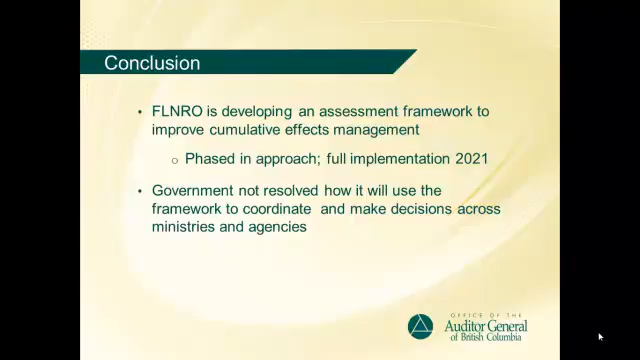 Conclusion
• FLNRO is developing an assessment framework to
improve cumulative effects management
o Phased in approach; full implementation 2021
• Government not resolved how it will use the
framework to coordinate and make decisions across
ministries and agencies
OFFICE OF THE
Auditor General
of British Columbia